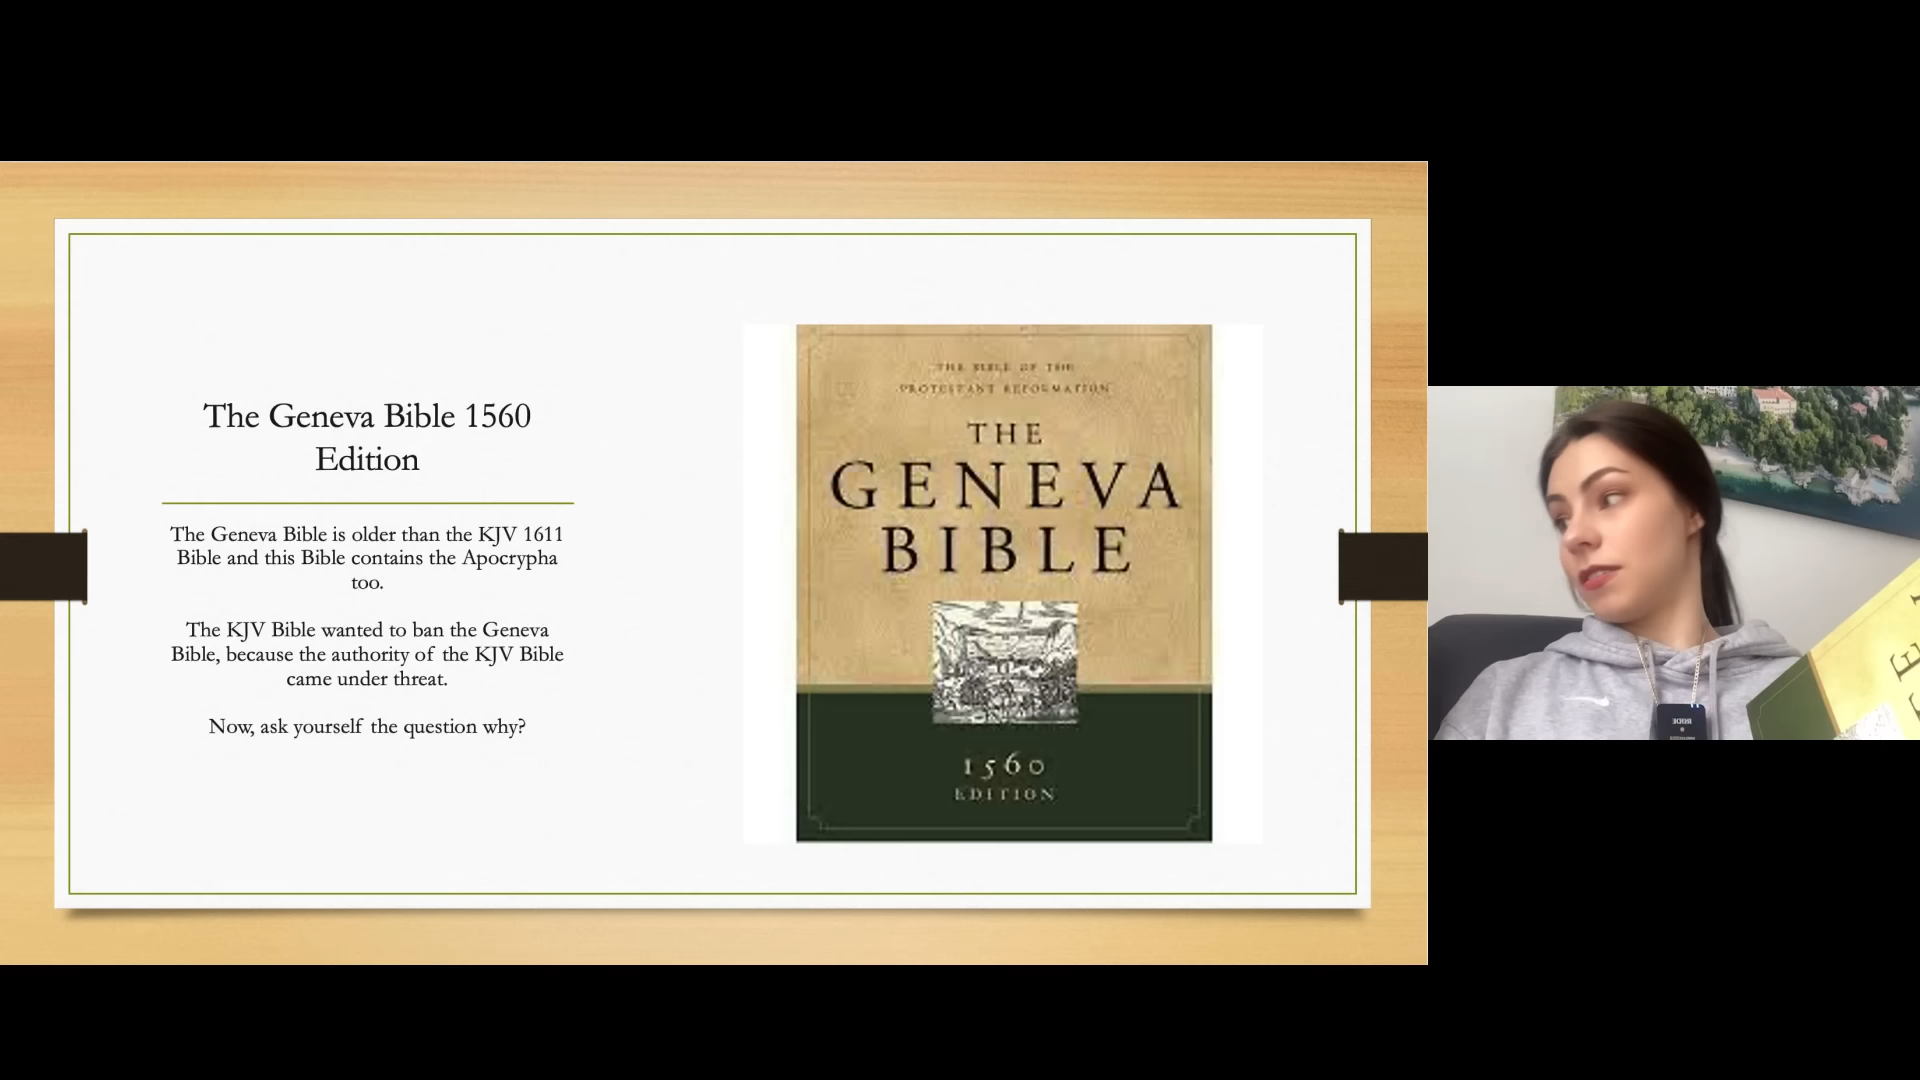 The Geneva Bible 1560
Edition
The Geneva Bible is older than the KJV 1611
Bible and this Bible contains the Apocrypha
too.
The KJV Bible wanted to ban the Geneva
Bible, because the authority of the KJV Bible
came under threat.
Now, ask yourself the question why?
THE BIBLE OF THE
PROTESTANT REFORMATION
THE
GENEVA
BIBLE
1560
EDITION
RODE